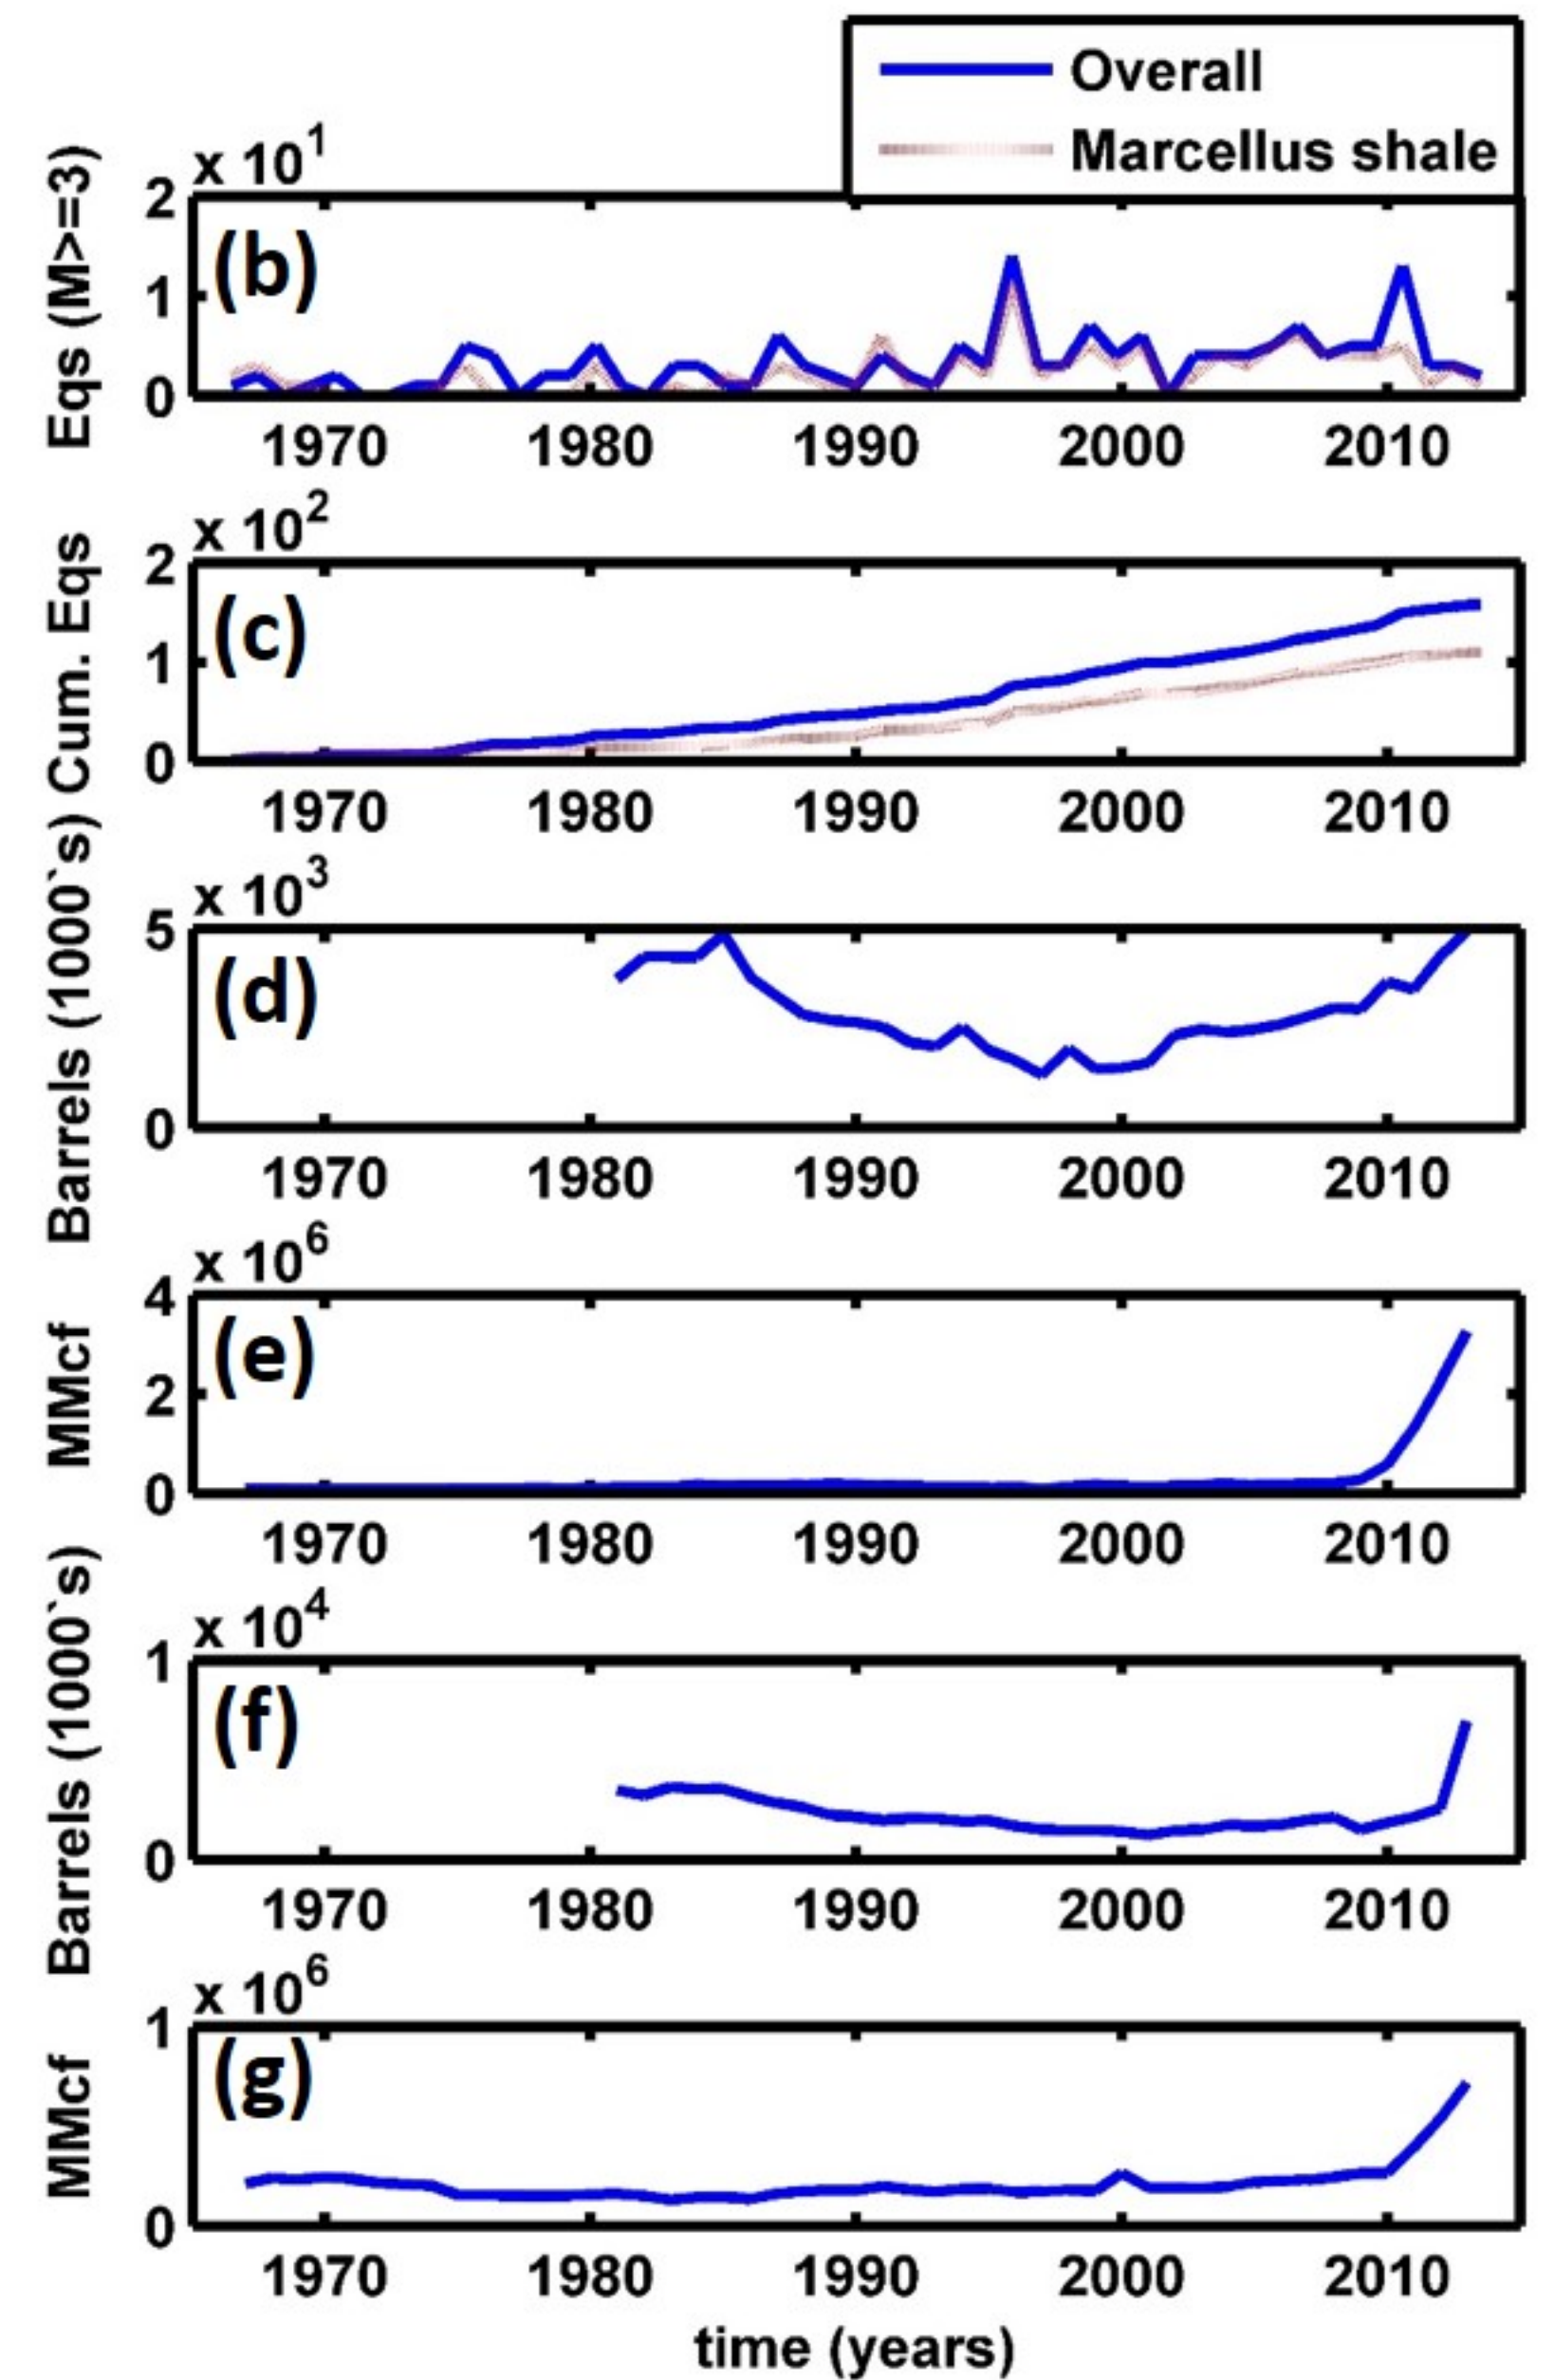 Overall
Marcellus shale
x 10^1
Eqs (M>=3)
2
1
0
(b)
1970 1980 1990 2000 2010
x 10^2
Cum. Eqs
2
1
0
(c)
1970 1980 1990 2000 2010
x 10^3
Barrels (1000`s)
5
0
(d)
1970 1980 1990 2000 2010
x 10^6
MMcf
4
2
0
(e)
1970 1980 1990 2000 2010
x 10^4
Barrels (1000`s)
1
0
(f)
1970 1980 1990 2000 2010
x 10^6
MMcf
1
0
(g)
1970 1980 1990 2000 2010
time (years)